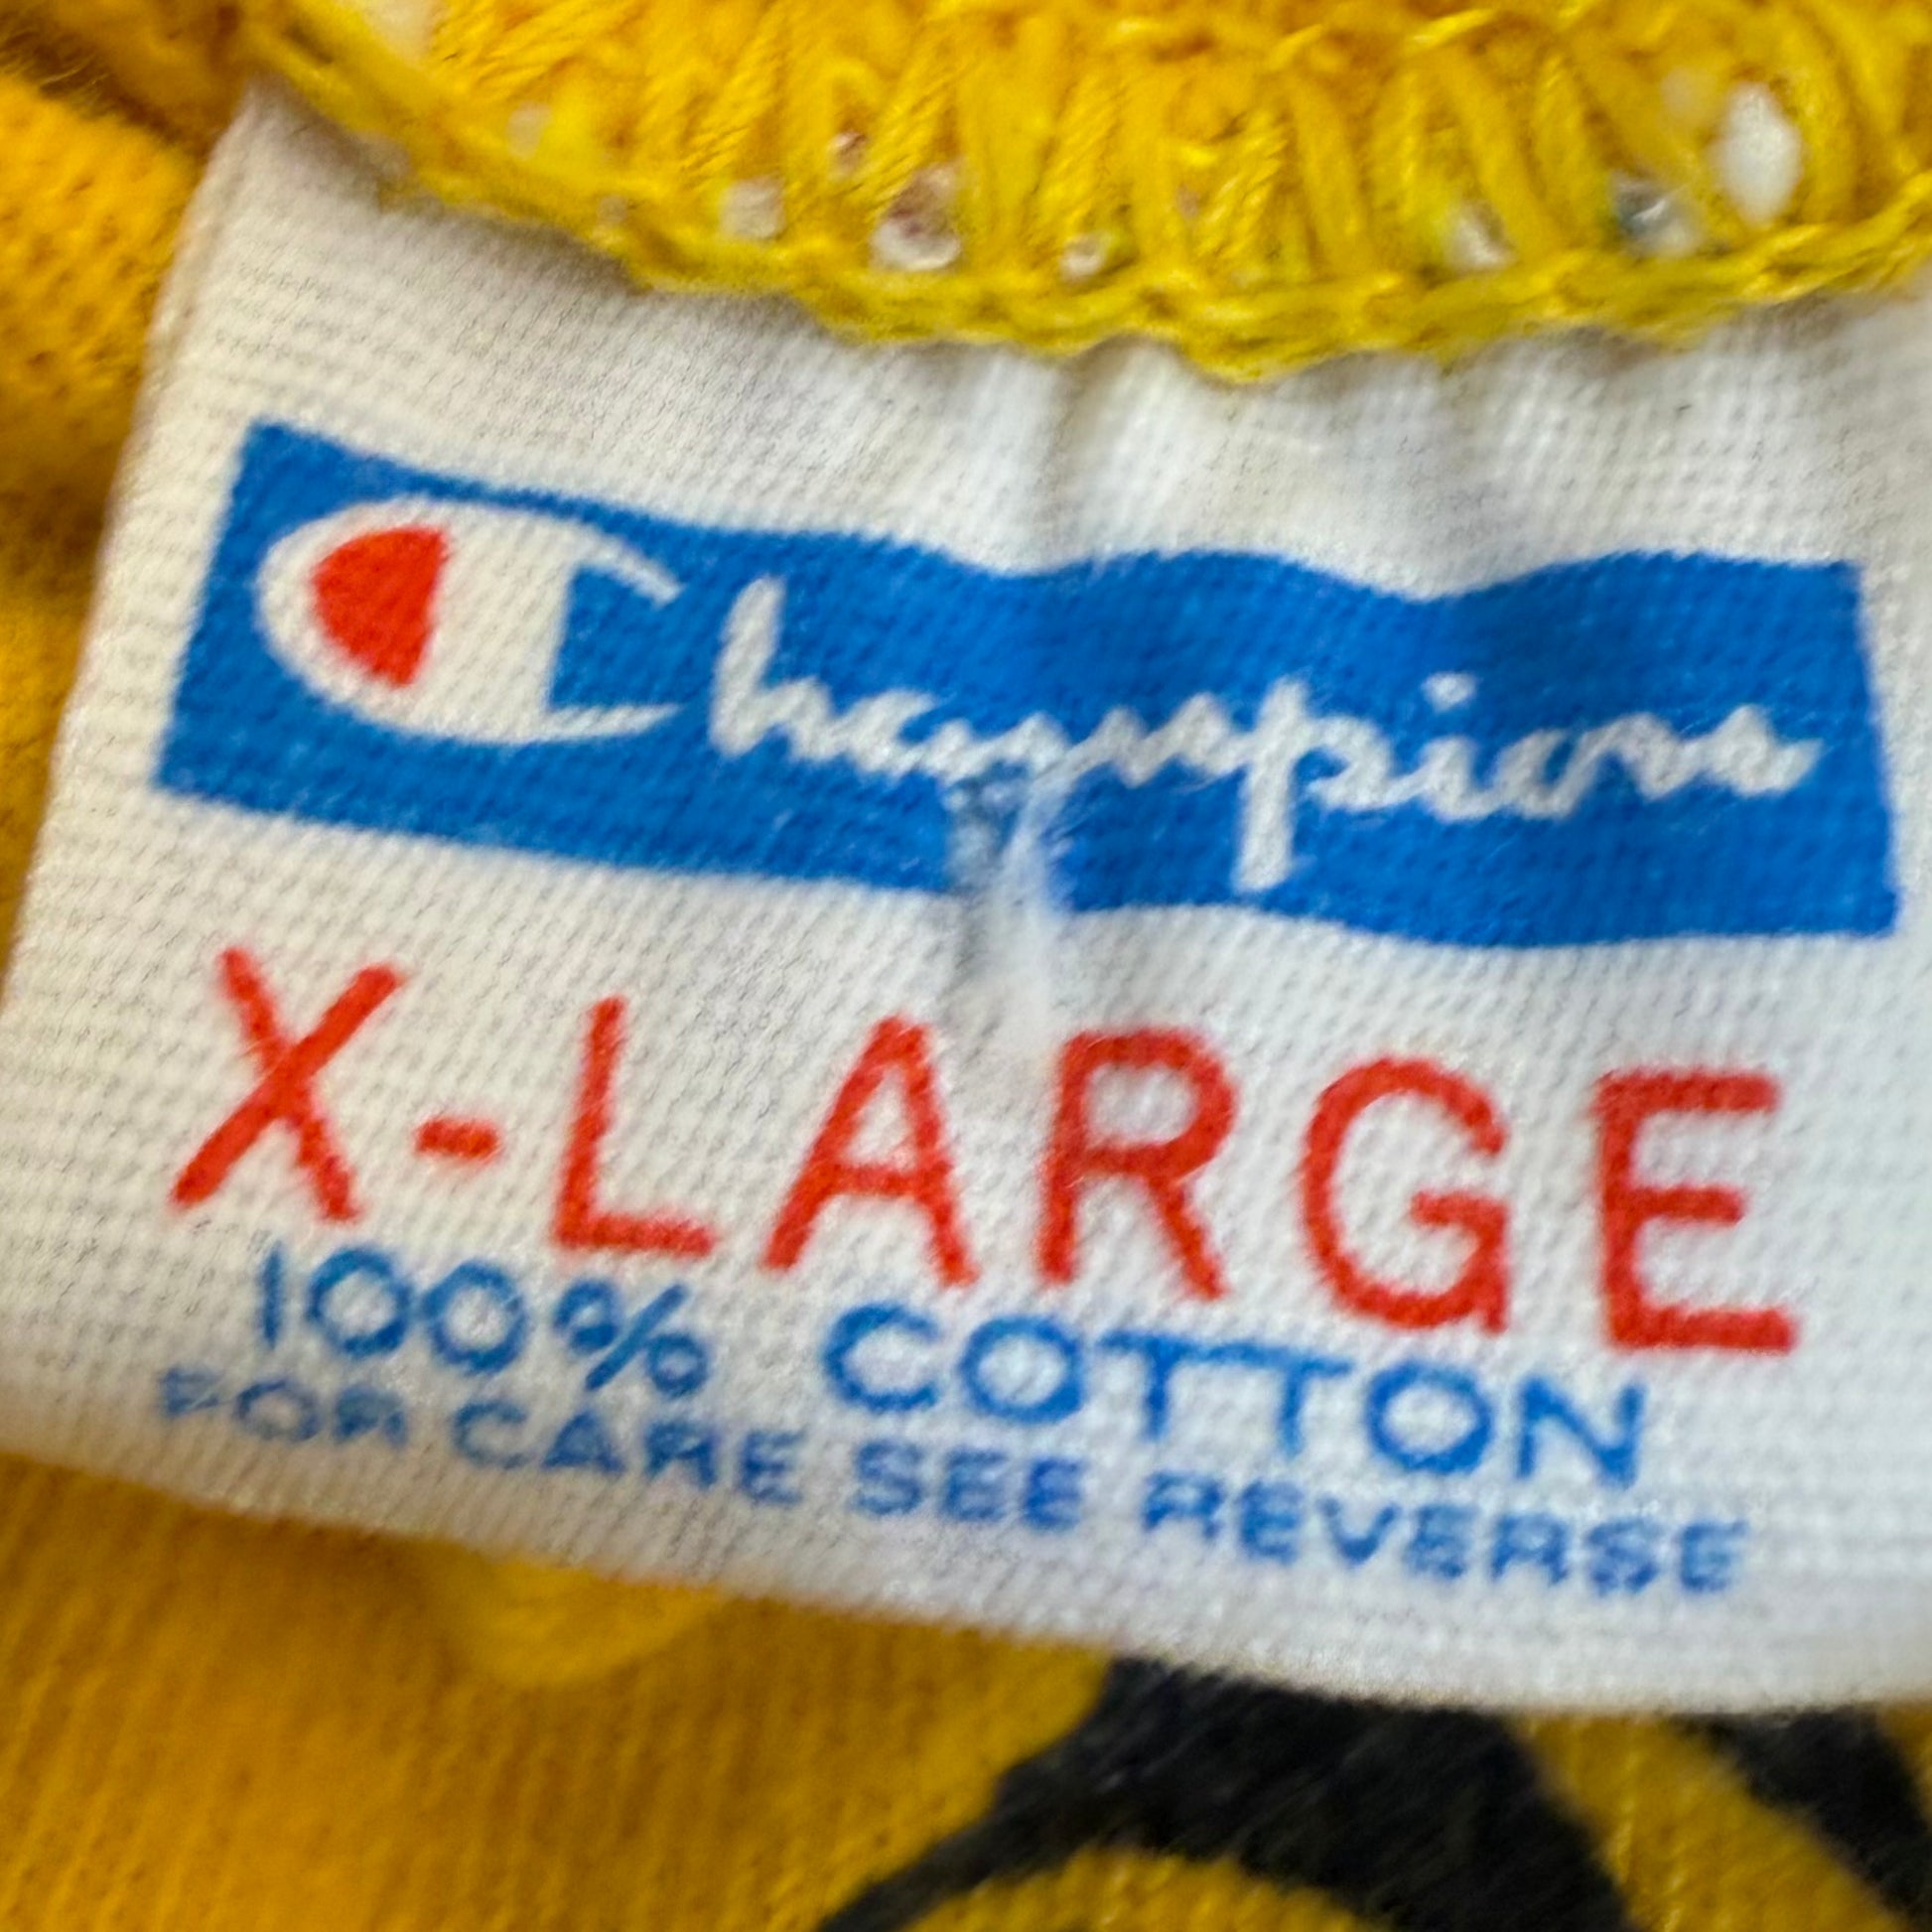 Champion
X-LARGE
100% COTTON
FOR CARE SEE REVERSE